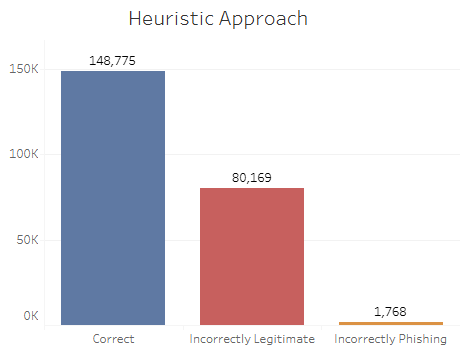 Heuristic Approach
150K
100K
50K
0K
148,775
80,169
1,768
Correct
Incorrectly Legitimate
Incorrectly Phishing